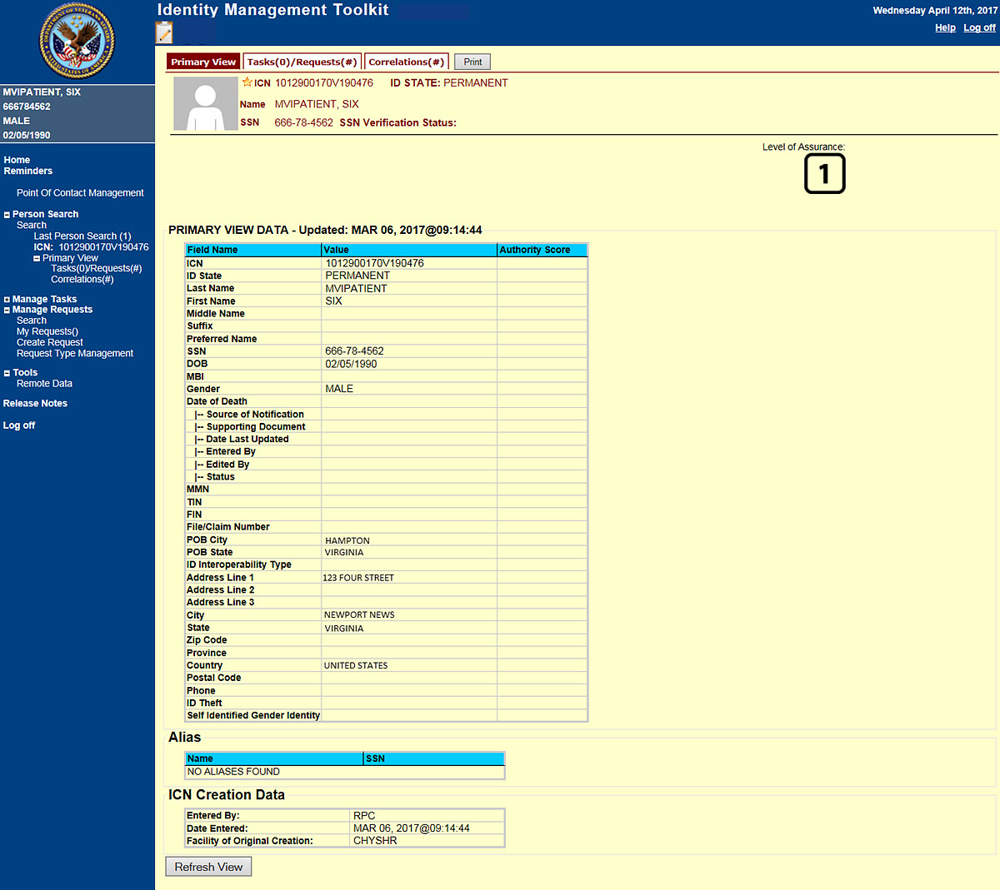 Identity Management Toolkit
Wednesday April 12th, 2017
Help Log off
MVIPATIENT, SIX
666784562
MALE
02/05/1990
Home
Reminders
Point Of Contact Management
Person Search
Search
Last Person Search (1)
ICN: 1012900170V190476
Primary View
Tasks(0)/Requests(#)
Correlations(#)
Manage Tasks
Manage Requests
Search
My Requests()
Create Request
Request Type Management
Tools
Remote Data
Release Notes
Log off
Primary View Tasks(0)/Requests(#) Correlations(#) Print
ICN 1012900170V190476 ID STATE: PERMANENT
Name MVIPATIENT, SIX
SSN 666-78-4562 SSN Verification Status:
Level of Assurance:
1
PRIMARY VIEW DATA - Updated: MAR 06, 2017@09:14:44
Field Name Value Authority Score
ICN 1012900170V190476
ID State PERMANENT
Last Name MVIPATIENT
First Name SIX
Middle Name
Suffix
Preferred Name
SSN 666-78-4562
DOB 02/05/1990
MBI
Gender MALE
Date of Death
|-- Source of Notification
|-- Supporting Document
|-- Date Last Updated
|-- Entered By
|-- Edited By
|-- Status
MMN
TIN
FIN
File/Claim Number
POB City HAMPTON
POB State VIRGINIA
ID Interoperability Type
Address Line 1 123 FOUR STREET
Address Line 2
Address Line 3
City NEWPORT NEWS
State VIRGINIA
Zip Code
Province
Country UNITED STATES
Postal Code
Phone
ID Theft
Self Identified Gender Identity
Alias
Name SSN
NO ALIASES FOUND
ICN Creation Data
Entered By: RPC
Date Entered: MAR 06, 2017@09:14:44
Facility of Original Creation: CHYSHR
Refresh View